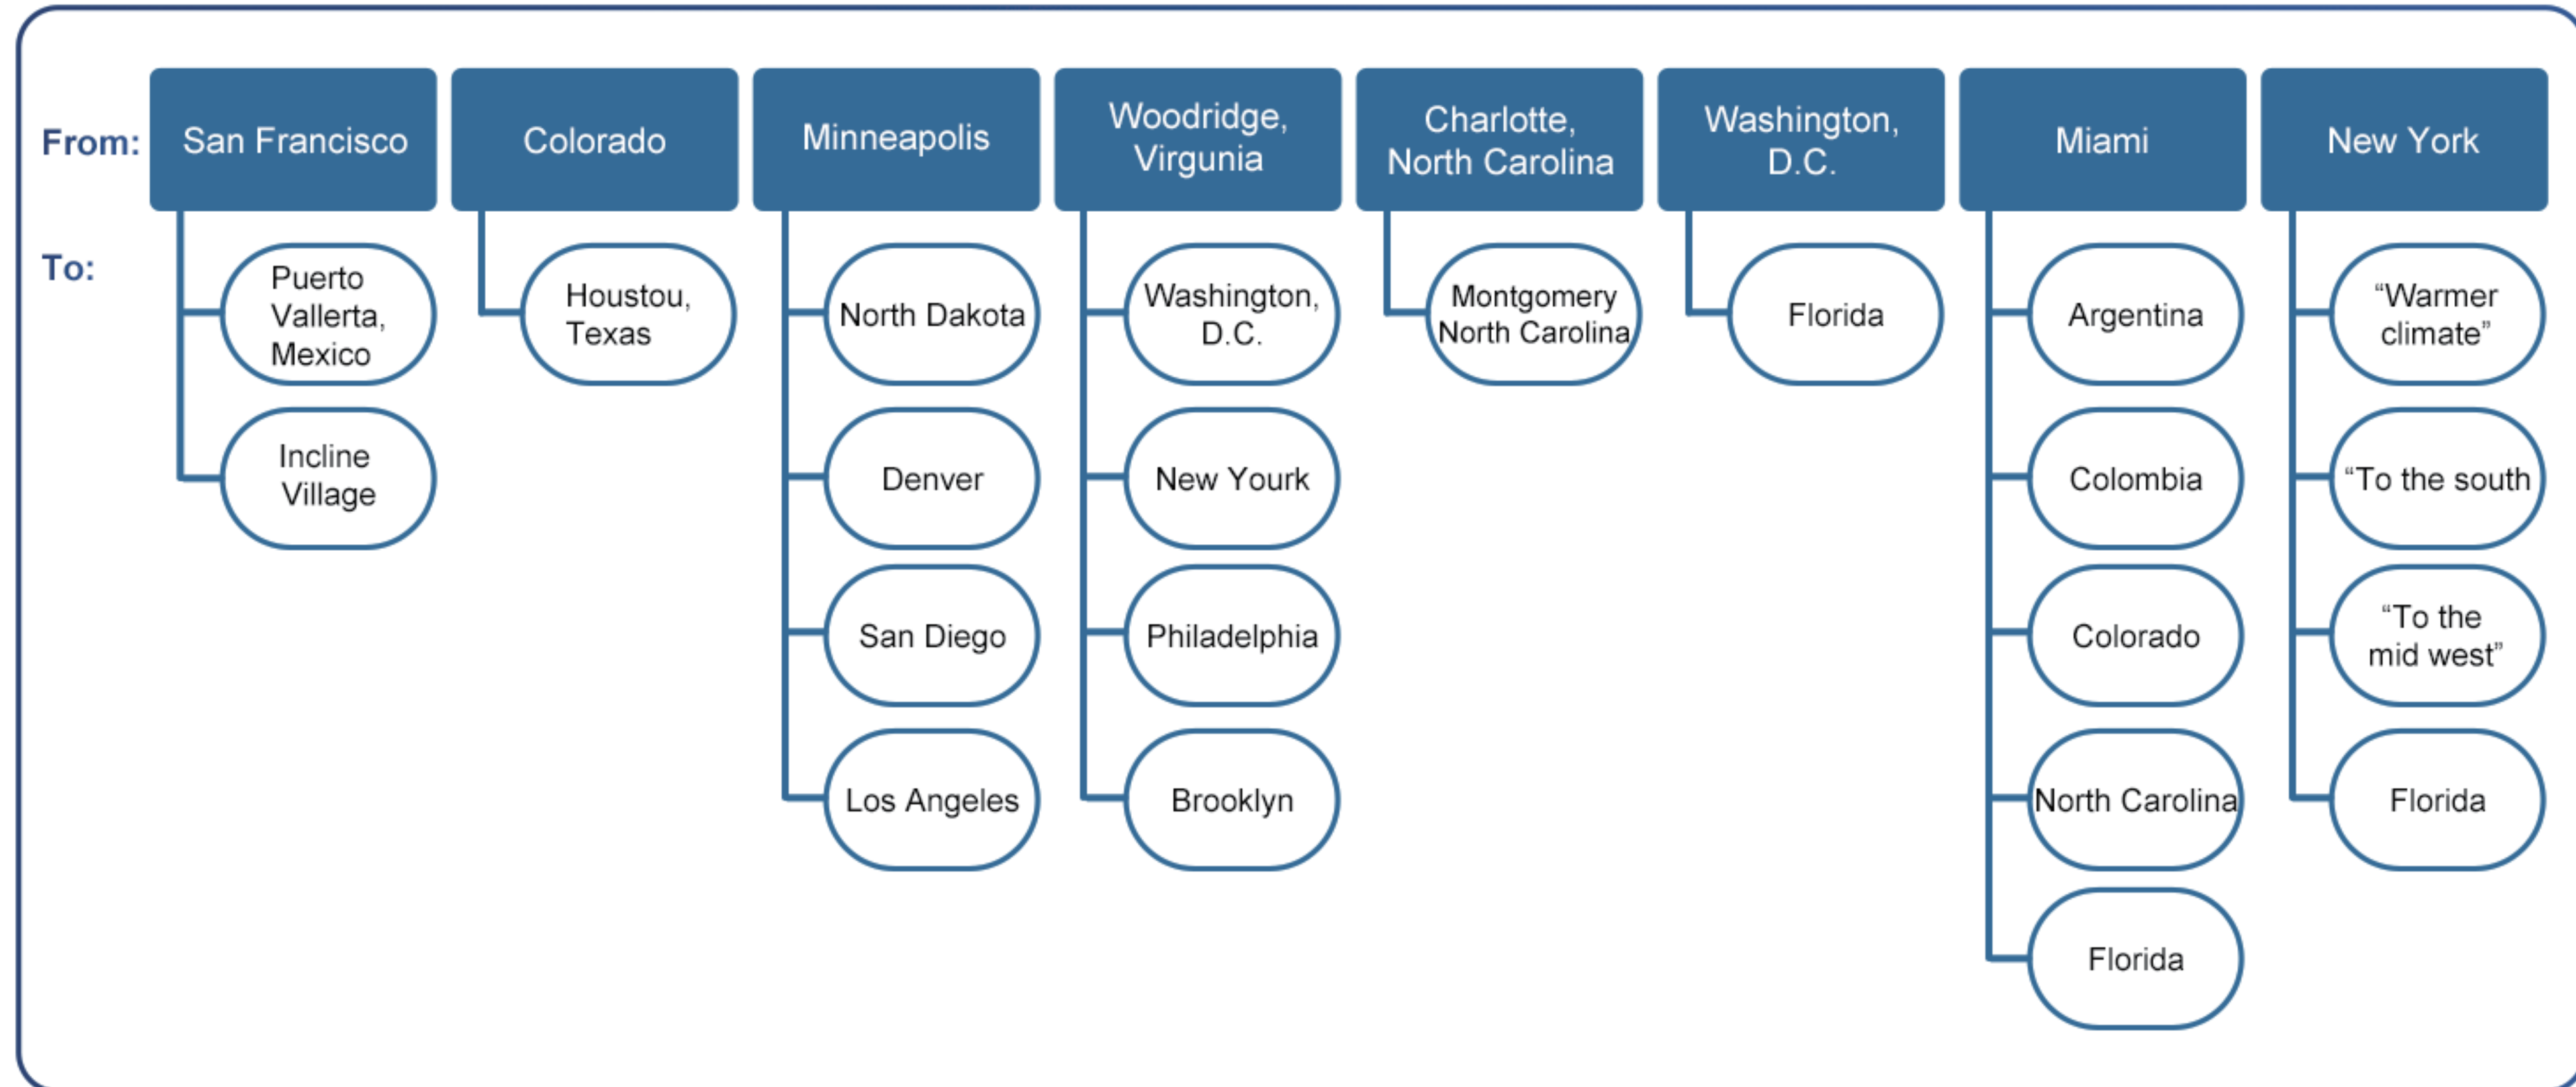 From:
San Francisco
Colorado
Minneapolis
Woodridge,
Virgunia
Charlotte,
North Carolina
Washington,
D.C.
Miami
New York
To:
Puerto
Vallerta,
Mexico
Incline
Village
Houstou,
Texas
North Dakota
Denver
San Diego
Los Angeles
Washington,
D.C.
New Yourk
Philadelphia
Brooklyn
Montgomery
North Carolina
Florida
Argentina
Colombia
Colorado
North Carolina
Florida
“Warmer
climate”
“To the south
“To the
mid west”
Florida